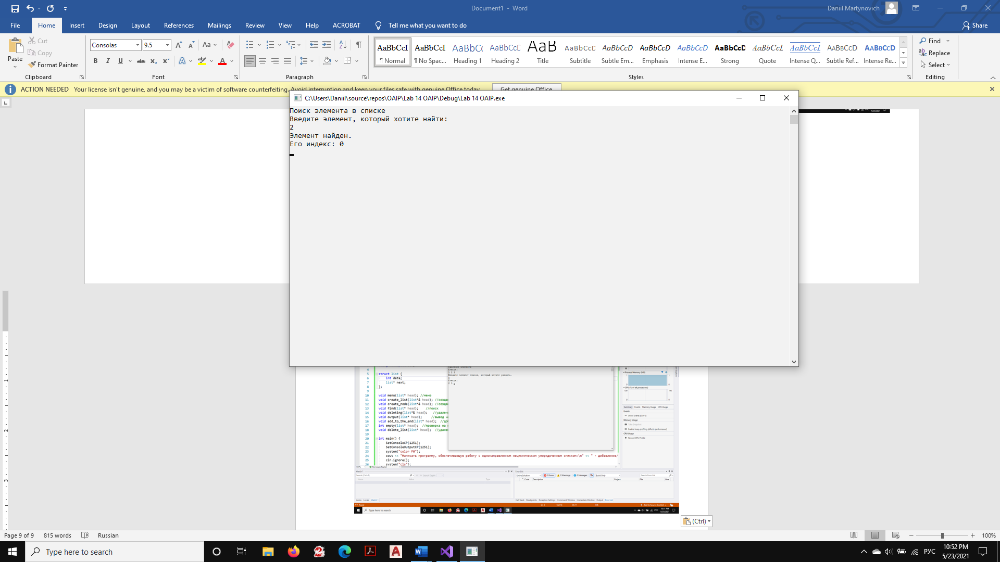 Document1 - Word
Daniil Martynovich
File Home Insert Design Layout References Mailings Review View Help ACROBAT Tell me what you want to do Share
Cut
Copy
Paste
Format Painter
Clipboard
Consolas 9.5
Font
Paragraph
AaBbCcI AaBbCcI AaBbC AaBbCcD AaB AaBbCcD AaBbCcD AaBbCcD AaBbCcD AaBbCcD AaBbCcI AaBbCcI AABBCCD AABBCCD
¶ Normal ¶ No Spac... Heading 1 Heading 2 Title Subtitle Subtle Em... Emphasis Intense E... Strong Quote Intense Q... Subtle Ref... Intense Re...
Styles
Find
Replace
Select
Editing
ACTION NEEDED Your license isn't genuine, and you may be a victim of software counterfeiting. Avoid interruption and keep your files safe with genuine Office today.
Get genuine Office
C:\Users\Daniil\source\repos\OAIP\Lab 14 OAIP\Debug\Lab 14 OAIP.exe
Поиск элемента в списке
Введите элемент, который хотите найти:
2
Элемент найден.
Его индекс: 0
struct list {
int data;
list* next;
};
void menu(list* head); //меню
void create_list(list*& head); //созда
void create_node(list*& head); //созда
void find(list* head); //поиск
void deleting(list*& head); //удален
void output(list* head); //вывод н
void add_to_the_end(list* head); //до
int empty(list* head); //проверка на
void delete_list(list* head); //удале
int main() {
SetConsoleCP(1251);
SetConsoleOutputCP(1251);
system("color F0");
cout << "Написать программу, обеспечивающую работу с однонаправленным нециклическим упорядоченным списком:\n" << " - добавление/
cin.ignore();
system("cls");
(Ctrl)
Page 9 of 9 815 words Russian 100%
Type here to search
РУС
10:52 PM
5/23/2021